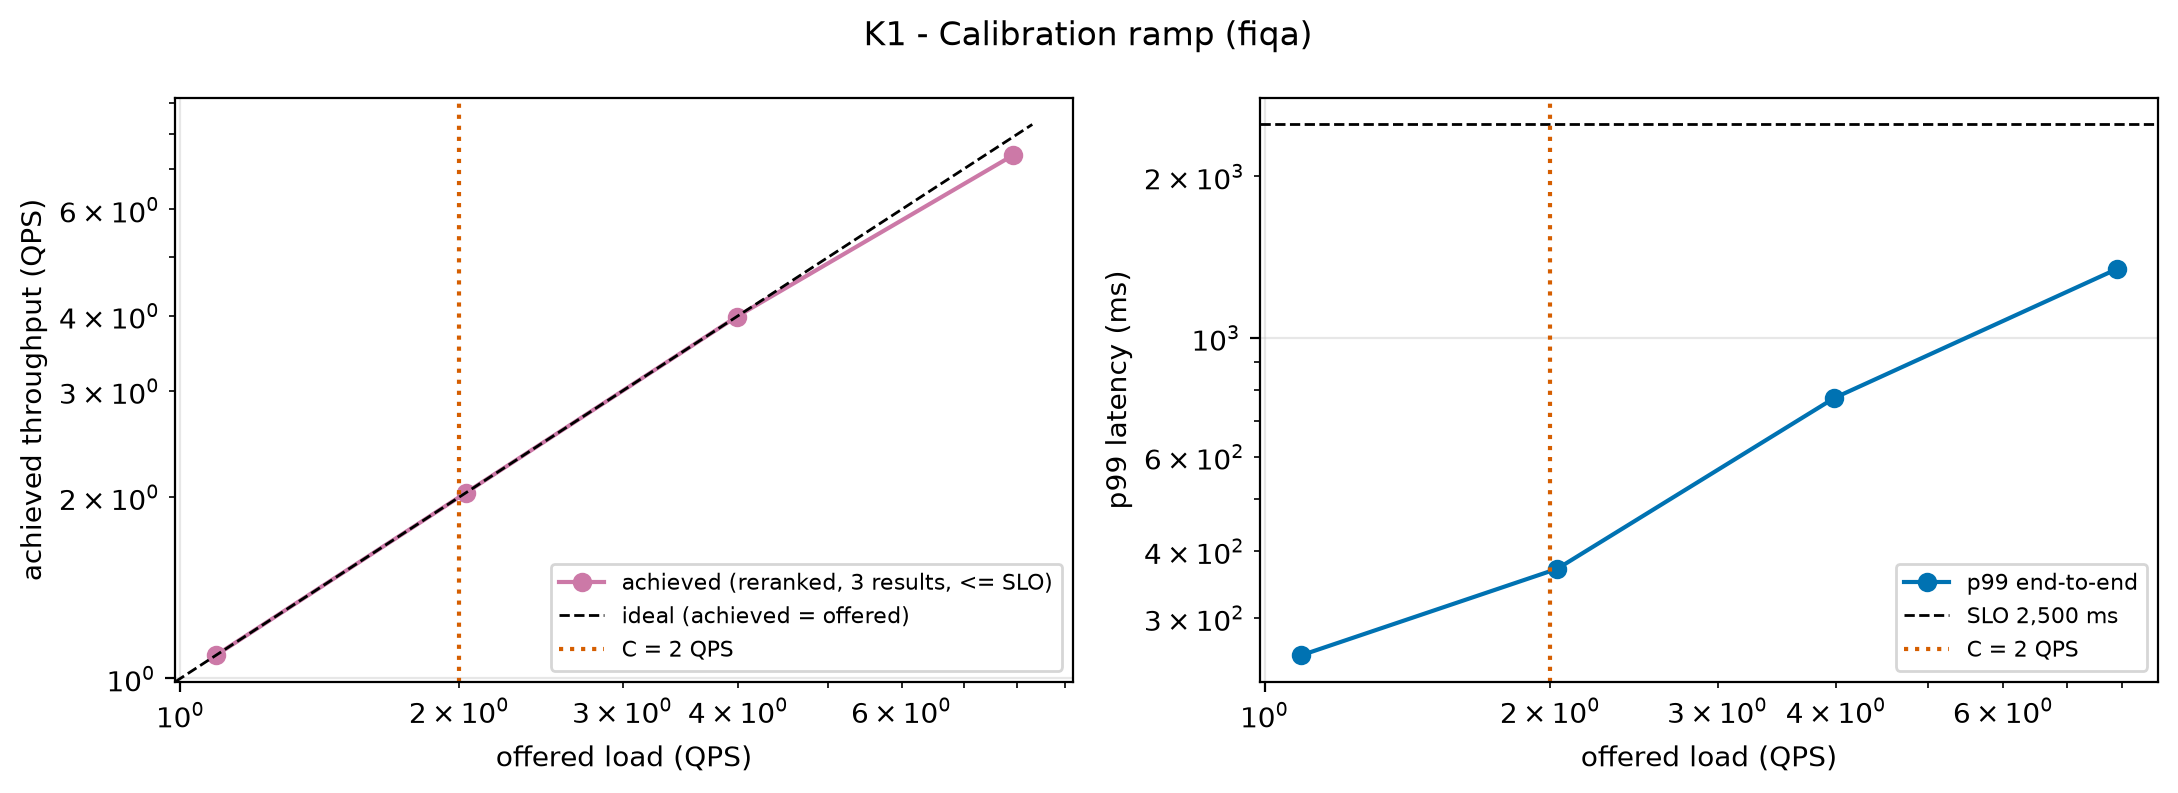 K1 - Calibration ramp (fiqa)
achieved throughput (QPS)
6 × 10⁰
4 × 10⁰
3 × 10⁰
2 × 10⁰
10⁰
10⁰
2 × 10⁰
3 × 10⁰
4 × 10⁰
6 × 10⁰
offered load (QPS)
achieved (reranked, 3 results, <= SLO)
ideal (achieved = offered)
C = 2 QPS
p99 latency (ms)
2 × 10³
10³
6 × 10²
4 × 10²
3 × 10²
10⁰
2 × 10⁰
3 × 10⁰
4 × 10⁰
6 × 10⁰
offered load (QPS)
p99 end-to-end
SLO 2,500 ms
C = 2 QPS